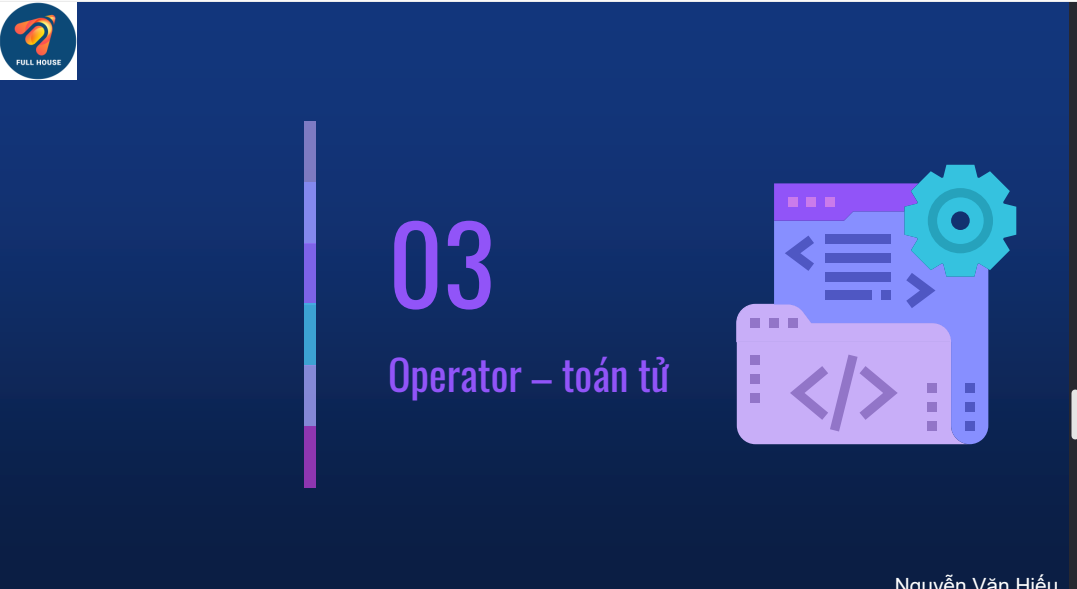 FULL HOUSE
03
Operator – toán tử
Nguyễn Văn Hiếu